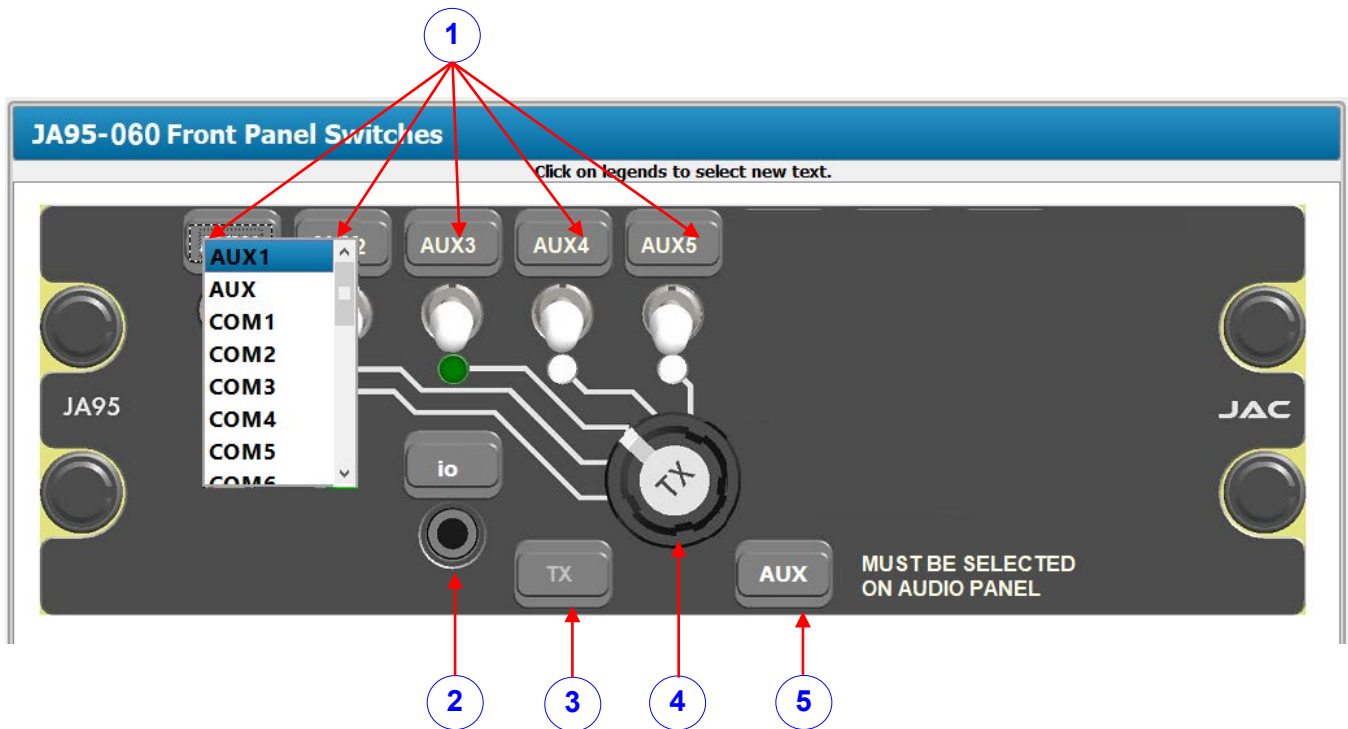 1
JA95-060 Front Panel Switches
Click on legends to select new text.
AUX3 AUX4 AUX5
AUX1
AUX
COM1
COM2
COM3
COM4
COM5
COM6
JA95
JAC
io
TX
TX
AUX
MUST BE SELECTED
ON AUDIO PANEL
2 3 4 5